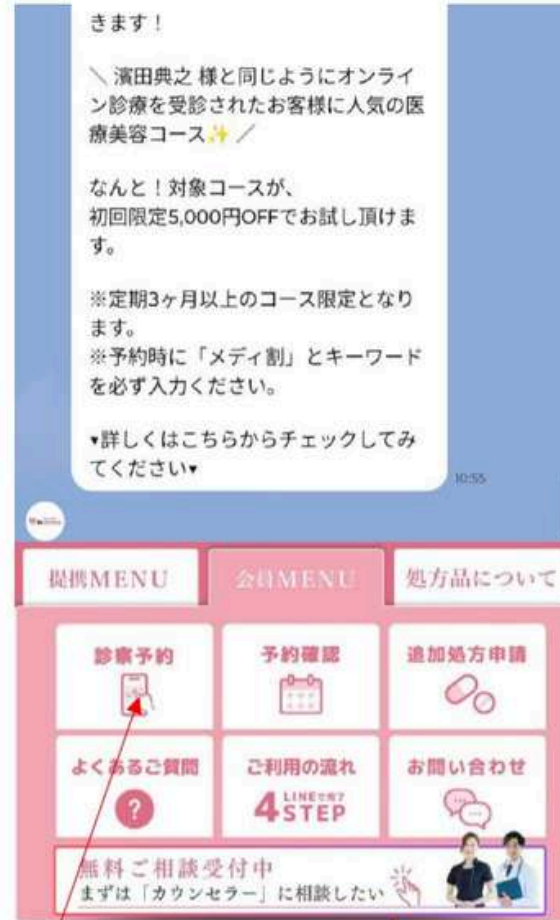 きます！
＼ 濱田典之 様と同じようにオンライ
ン診療を受診されたお客様に人気の医
療美容コース✨ ／
なんと！対象コースが、
初回限定5,000円OFFでお試し頂けま
す。
※定期3ヶ月以上のコース限定となり
ます。
※予約時に「メディ割」とキーワード
を必ず入力ください。
▾詳しくはこちらからチェックしてみ
てください▾
10:55
提携MENU
会員MENU
処方品について
診察予約
予約確認
追加処方申請
よくあるご質問
ご利用の流れ
お問い合わせ
4 LINEで完了
STEP
無料ご相談受付中
まずは「カウンセラー」に相談したい